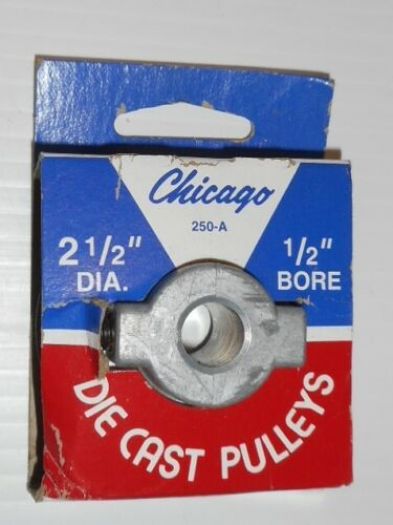 Chicago
250-A
2 1/2"
DIA.
1/2"
BORE
DIE CAST PULLEYS